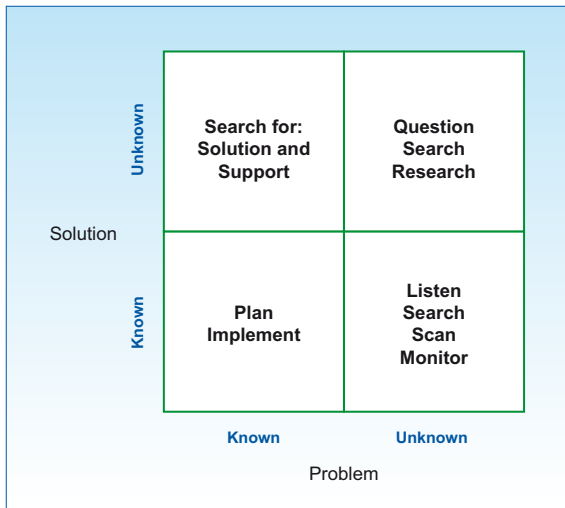 Unknown
Search for:
Solution and
Support
Question
Search
Research
Solution
Known
Plan
Implement
Listen
Search
Scan
Monitor
Known
Unknown
Problem